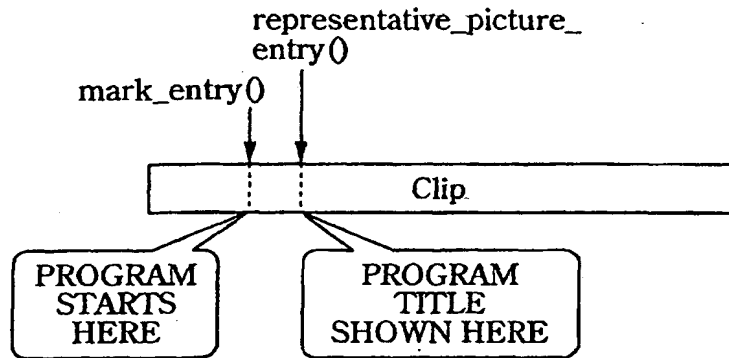 representative_picture_
entry()
mark_entry()
Clip
PROGRAM
STARTS
HERE
PROGRAM
TITLE
SHOWN HERE